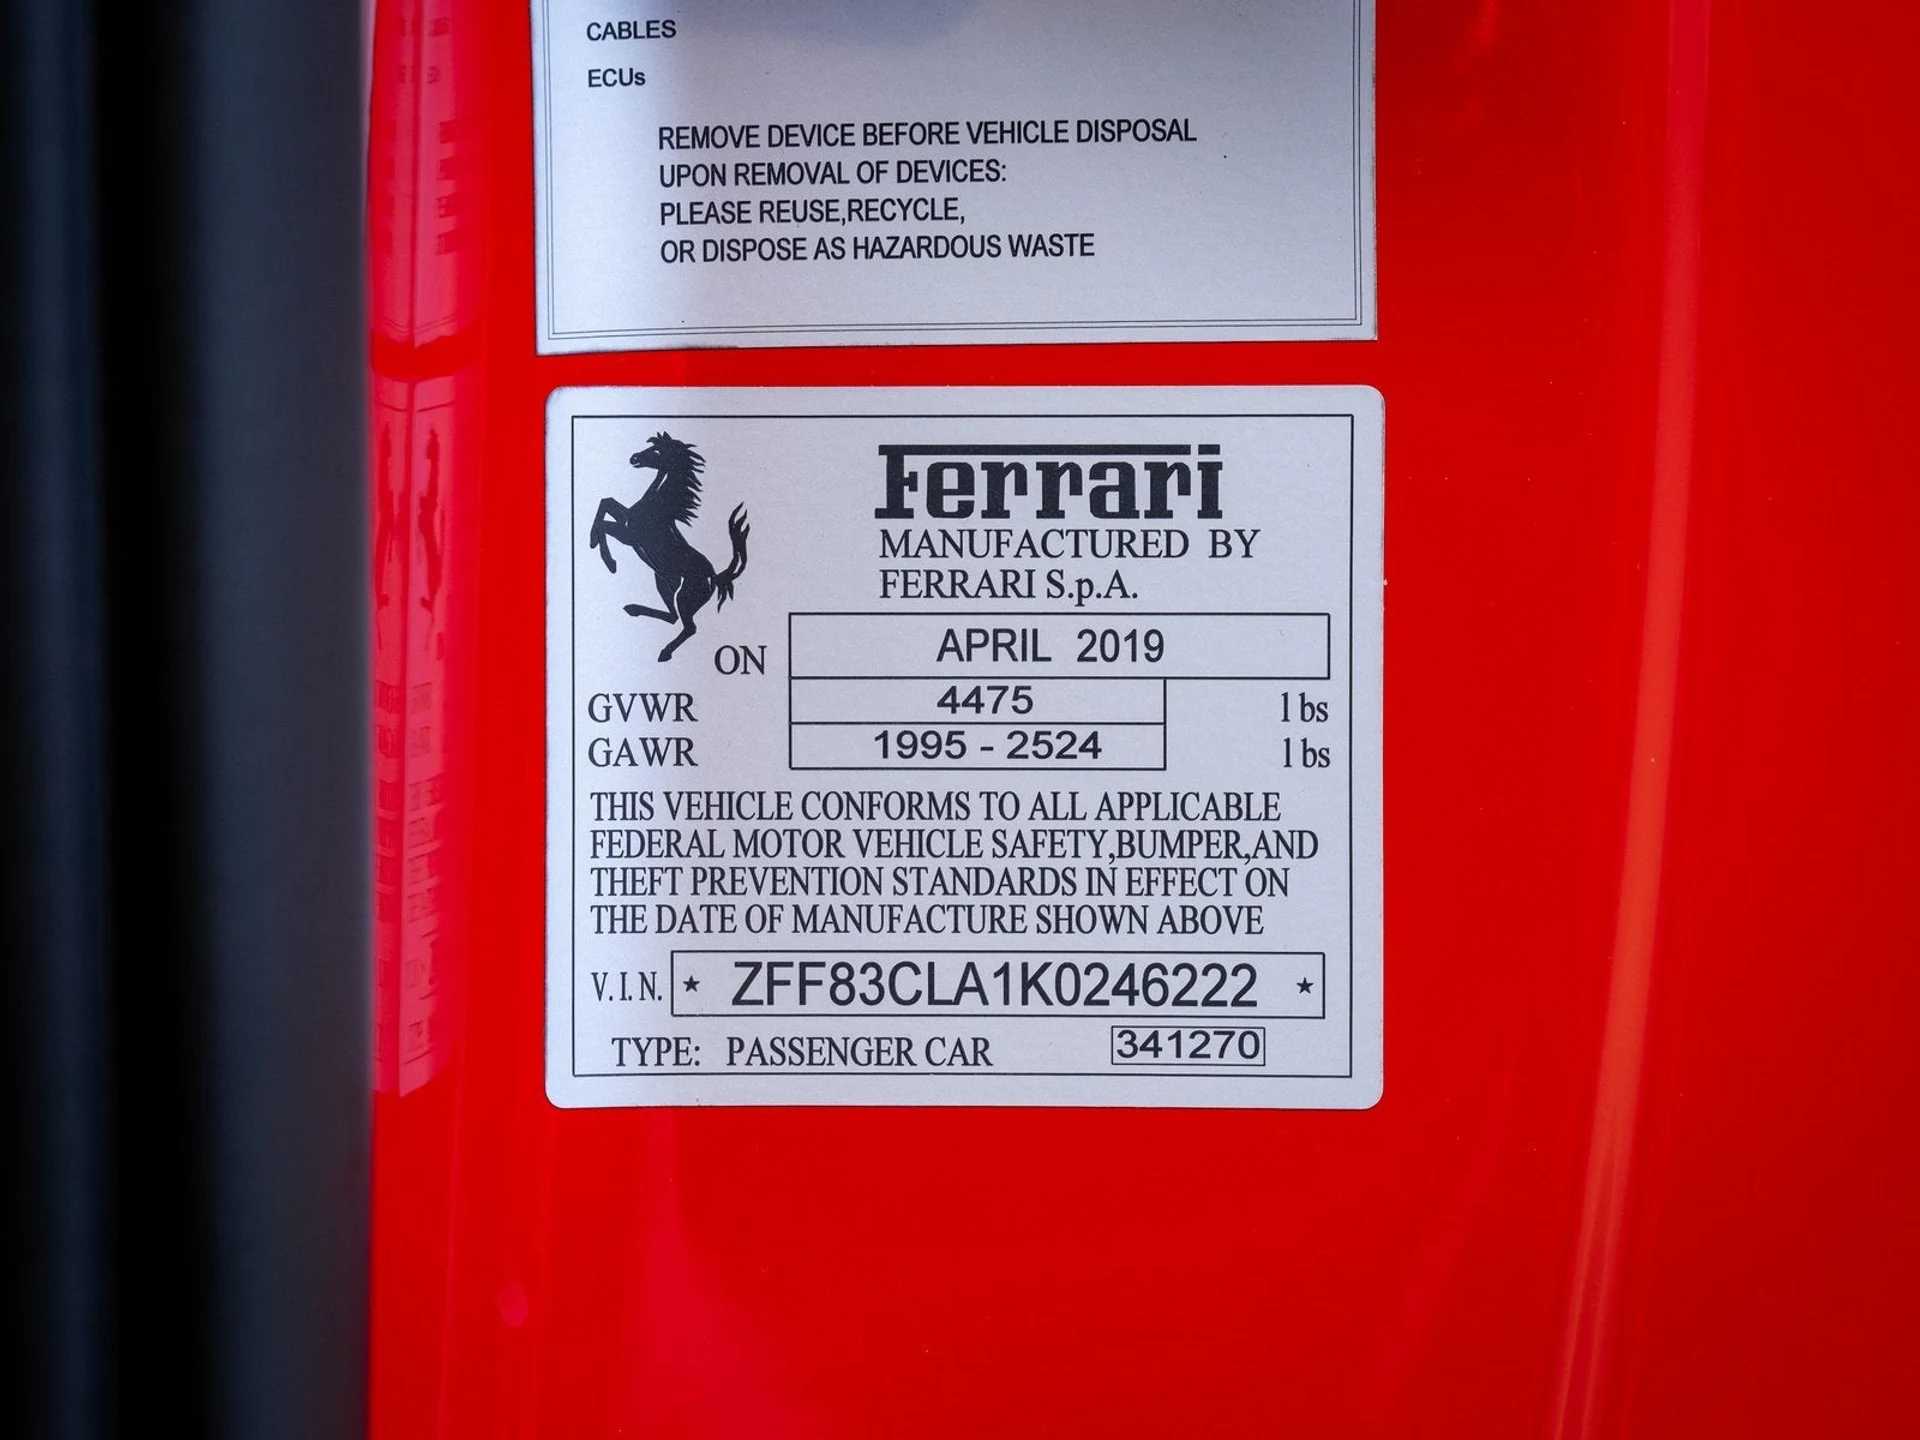 CABLES
ECUs
REMOVE DEVICE BEFORE VEHICLE DISPOSAL
UPON REMOVAL OF DEVICES:
PLEASE REUSE,RECYCLE,
OR DISPOSE AS HAZARDOUS WASTE
Ferrari
MANUFACTURED BY
FERRARI S.p.A.
ON APRIL 2019
GVWR 4475 lbs
GAWR 1995 - 2524 lbs
THIS VEHICLE CONFORMS TO ALL APPLICABLE
FEDERAL MOTOR VEHICLE SAFETY,BUMPER,AND
THEFT PREVENTION STANDARDS IN EFFECT ON
THE DATE OF MANUFACTURE SHOWN ABOVE
V.I.N. ★ ZFF83CLA1K0246222 ★
TYPE: PASSENGER CAR 341270